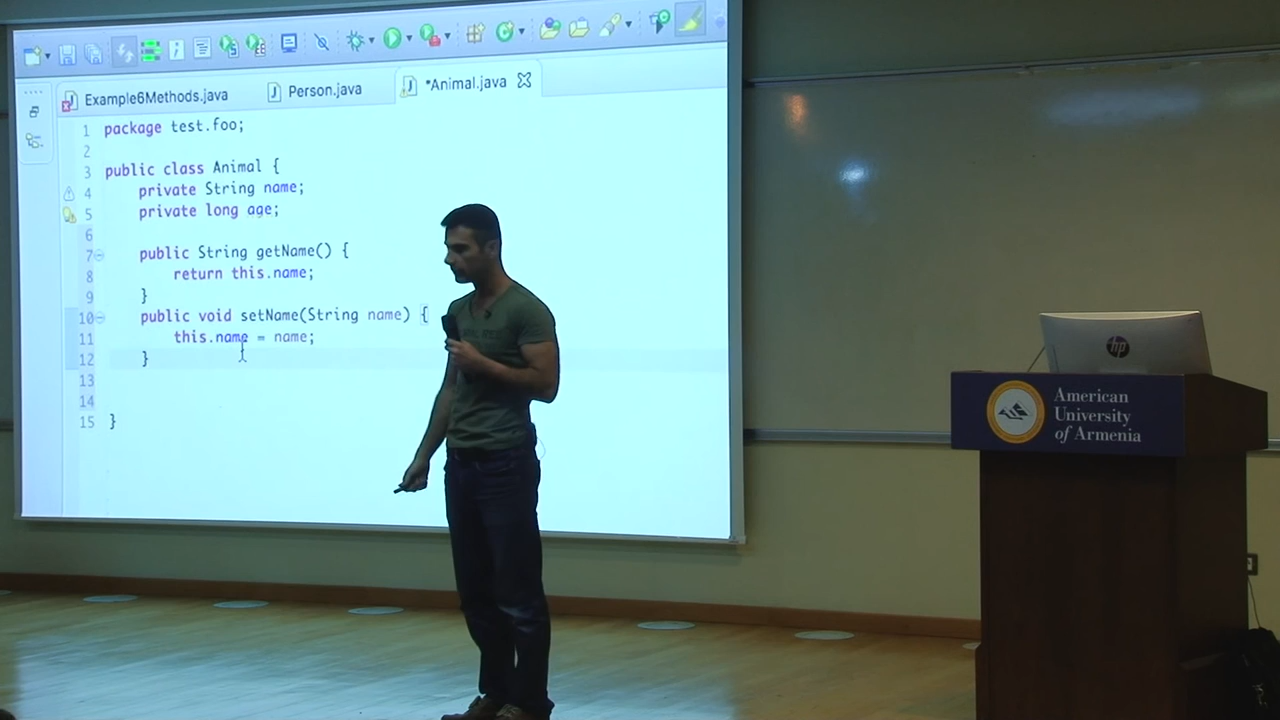 Example6Methods.java Person.java *Animal.java
1 package test.foo;
2
3 public class Animal {
4 private String name;
5 private long age;
6
7 public String getName() {
8 return this.name;
9 }
10 public void setName(String name) {
11 this.name = name;
12 }
13
14
15 }
hp
American
University
of Armenia